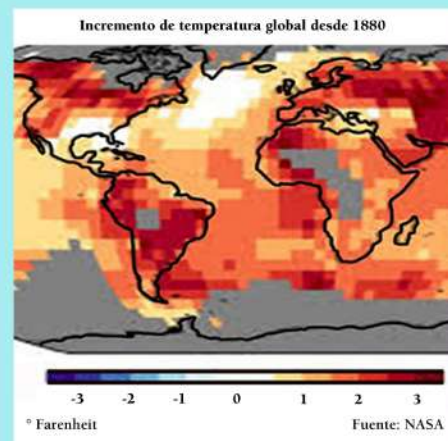 Incremento de temperatura global desde 1880
-3 -2 -1 0 1 2 3
° Farenheit Fuente: NASA